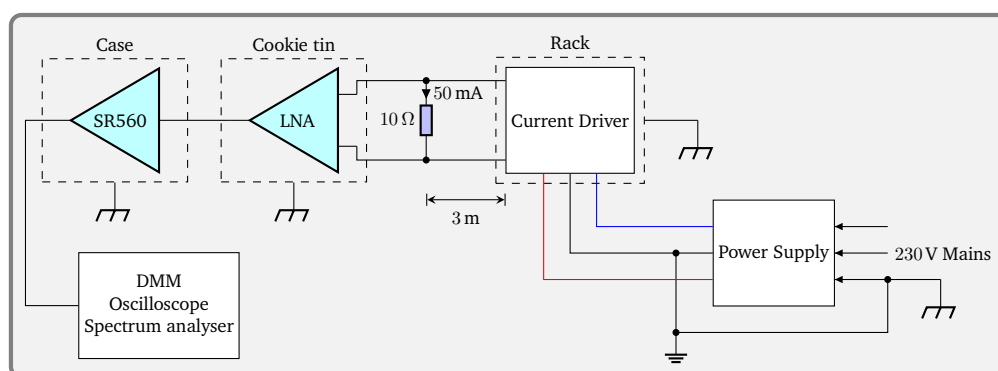 Case
Cookie tin
Rack
SR560
LNA
50 mA
10 Ω
Current Driver
3 m
Power Supply
230 V Mains
DMM
Oscilloscope
Spectrum analyser